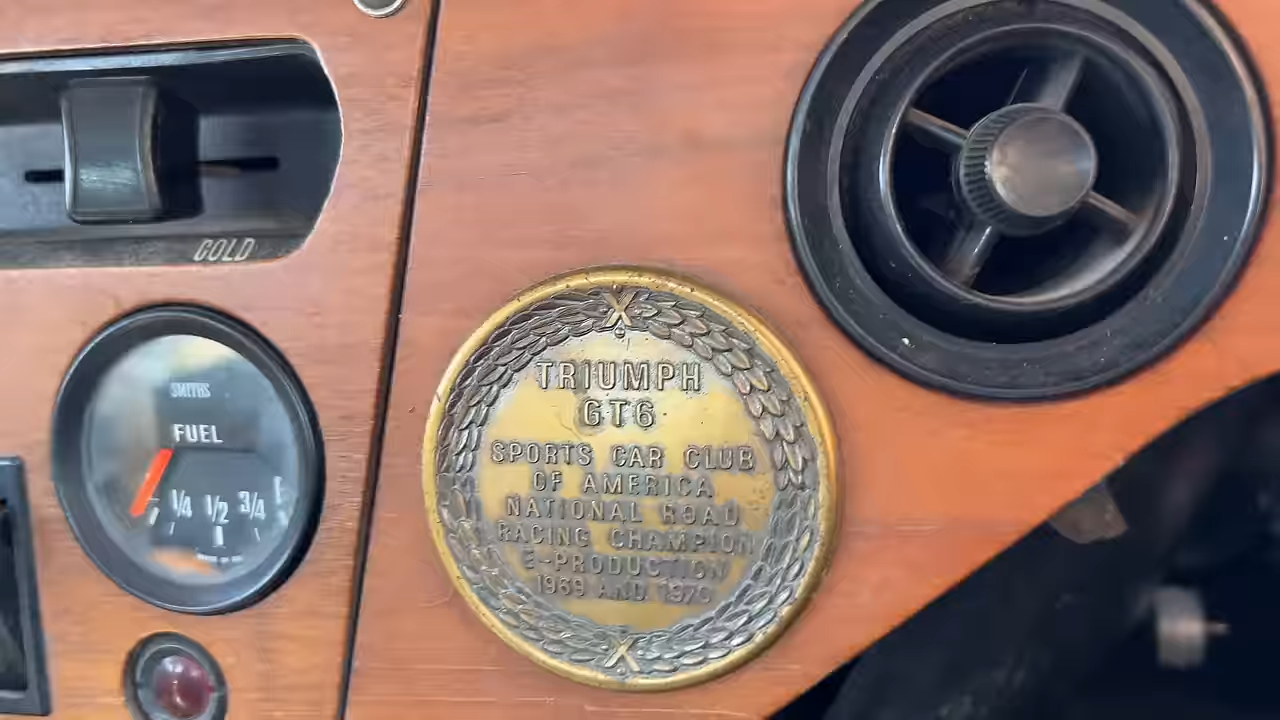 COLD
SMITHS
FUEL
1/4 1/2 3/4
TRIUMPH
GT6
SPORTS CAR CLUB
OF AMERICA
NATIONAL ROAD
RACING CHAMPION
E-PRODUCTION
1969 AND 1970